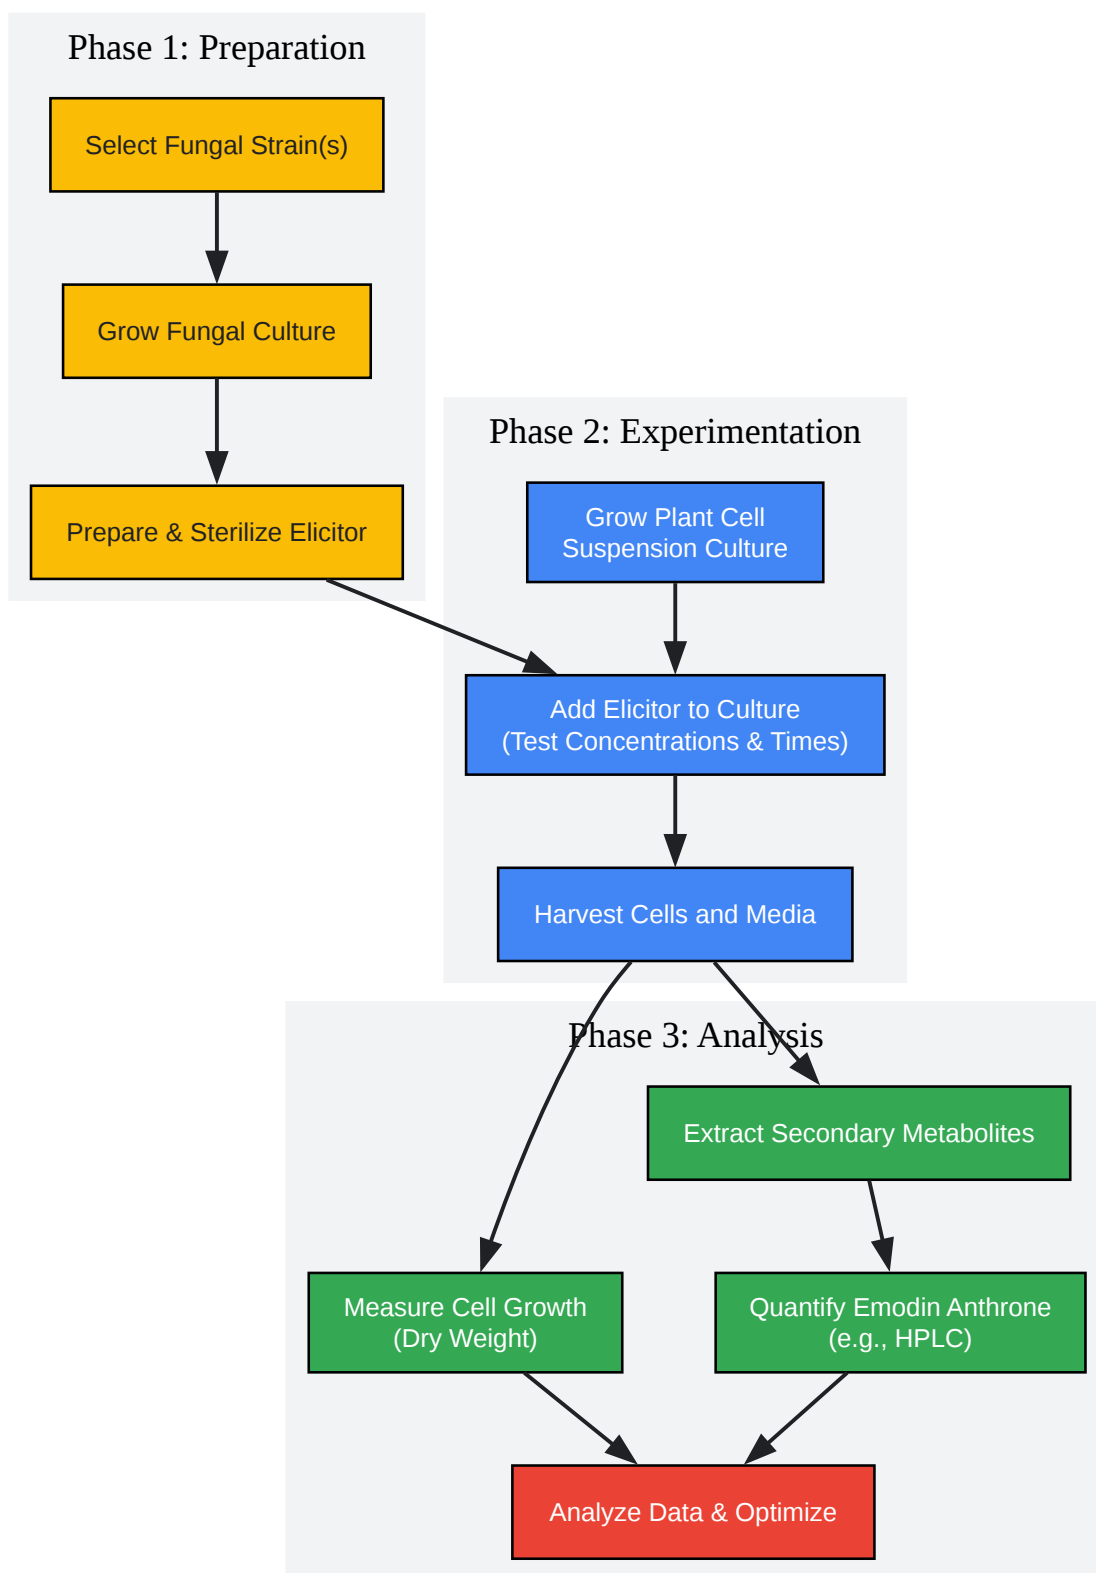 Phase 1: Preparation
Select Fungal Strain(s)
Grow Fungal Culture
Prepare & Sterilize Elicitor
Phase 2: Experimentation
Grow Plant Cell
Suspension Culture
Add Elicitor to Culture
(Test Concentrations & Times)
Harvest Cells and Media
Phase 3: Analysis
Extract Secondary Metabolites
Measure Cell Growth
(Dry Weight)
Quantify Emodin Anthrone
(e.g., HPLC)
Analyze Data & Optimize